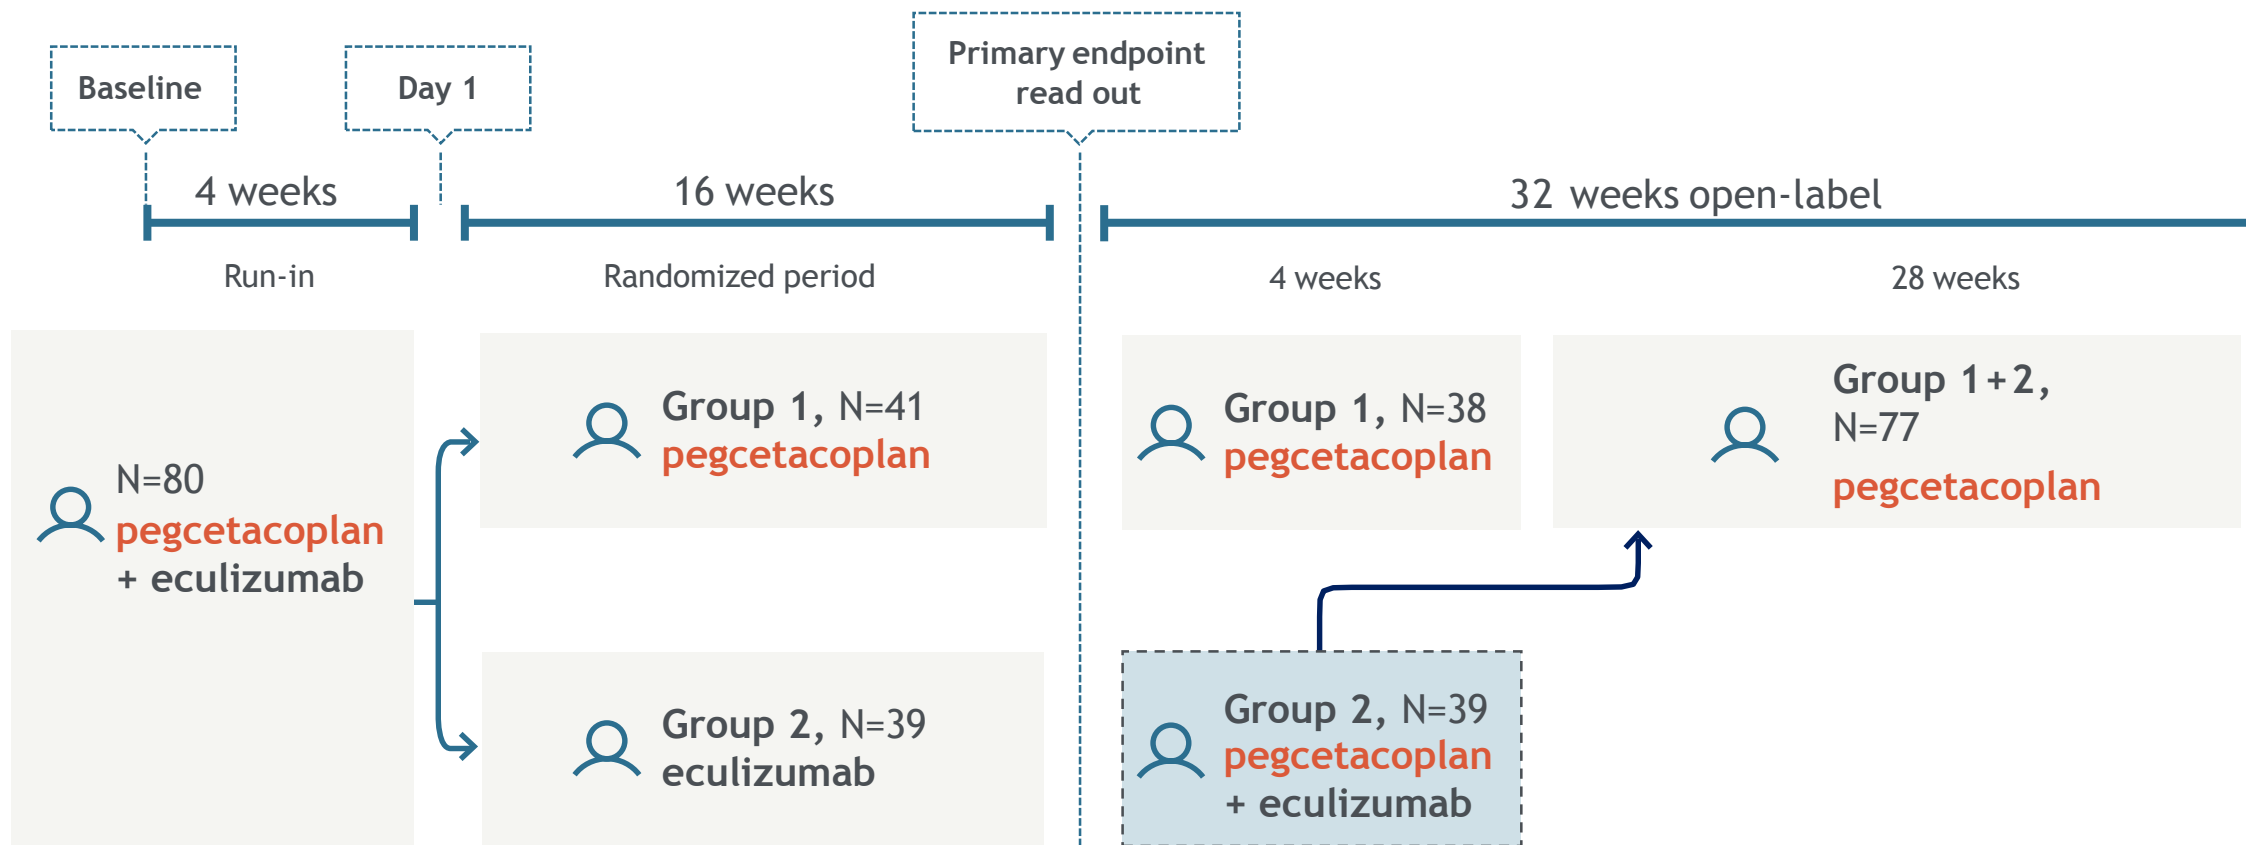 Baseline
Day 1
Primary endpoint
read out
4 weeks
16 weeks
32 weeks open-label
Run-in
Randomized period
4 weeks
28 weeks
N=80
pegcetacoplan
+ eculizumab
Group 1, N=41
pegcetacoplan
Group 2, N=39
eculizumab
Group 1, N=38
pegcetacoplan
Group 2, N=39
pegcetacoplan
+ eculizumab
Group 1+2,
N=77
pegcetacoplan